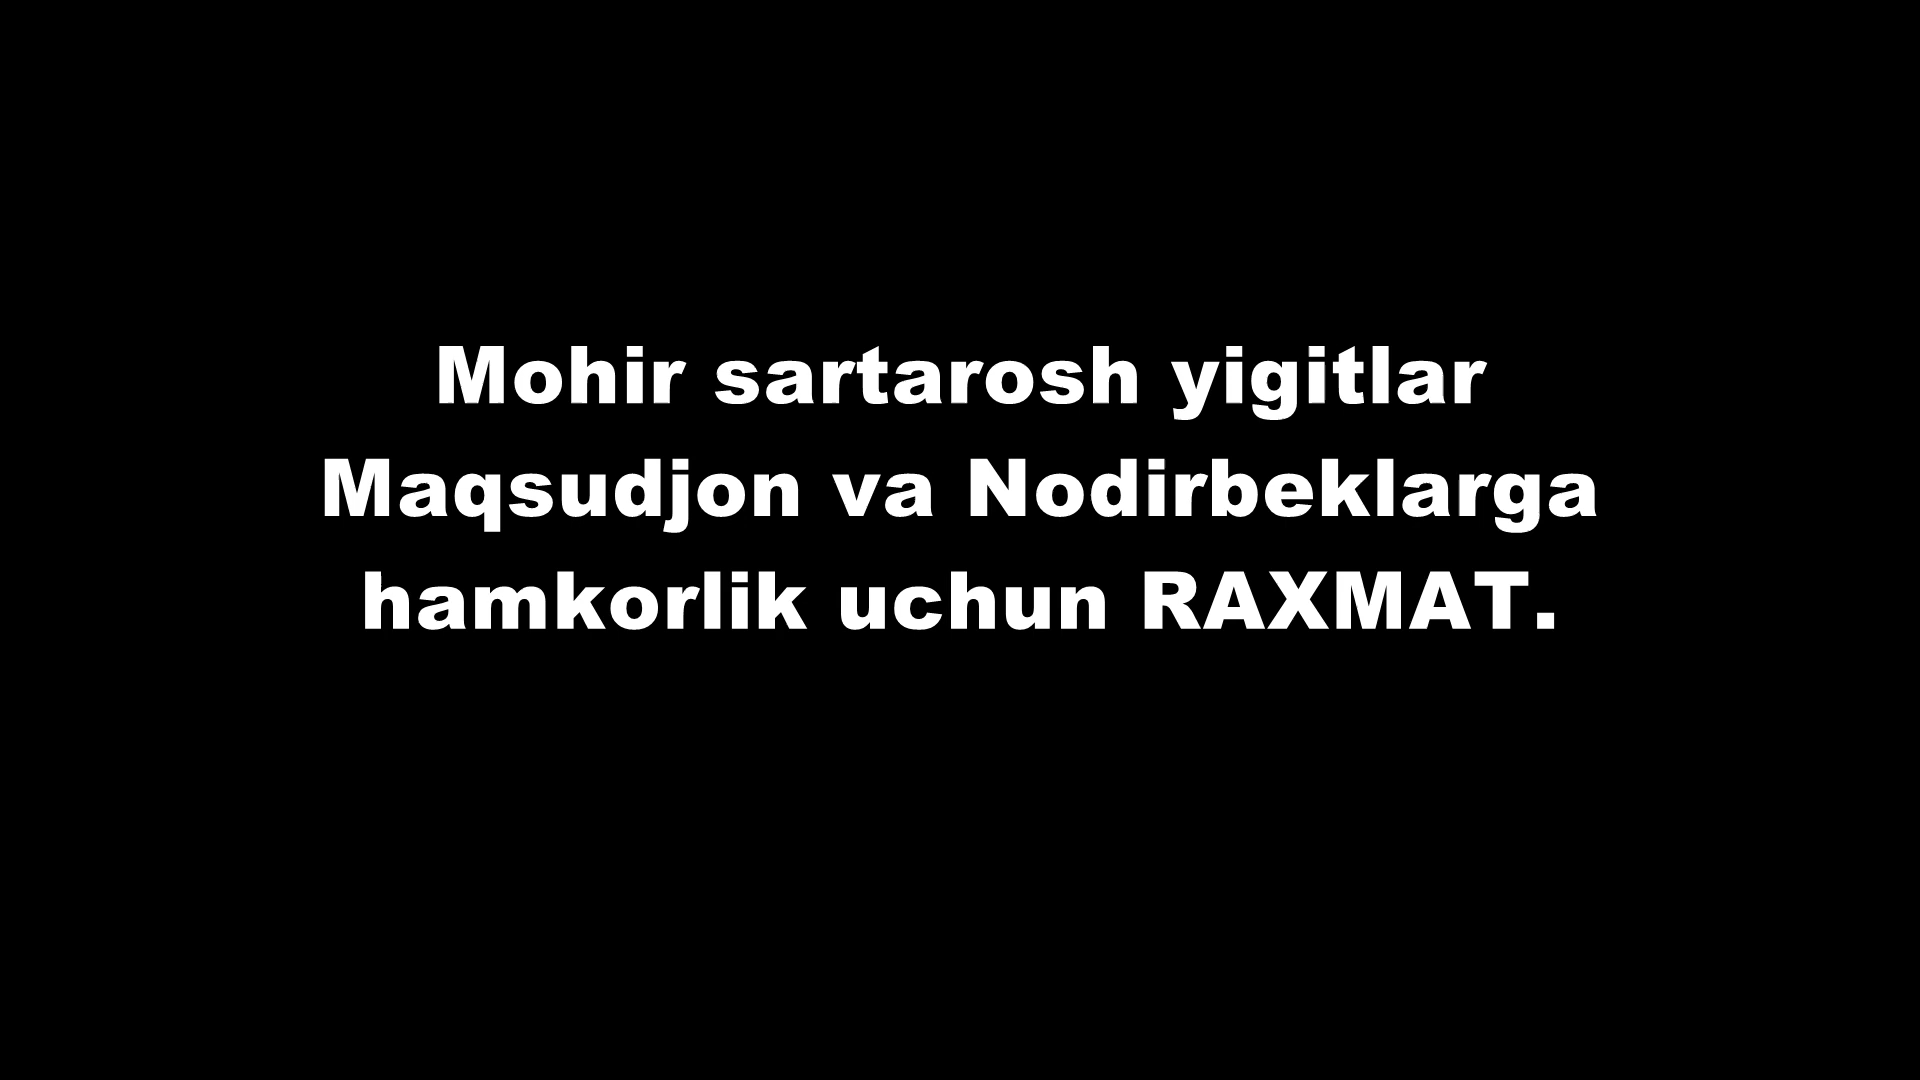 Mohir sartarosh yigitlar
Maqsudjon va Nodirbeklarga
hamkorlik uchun RAXMAT.